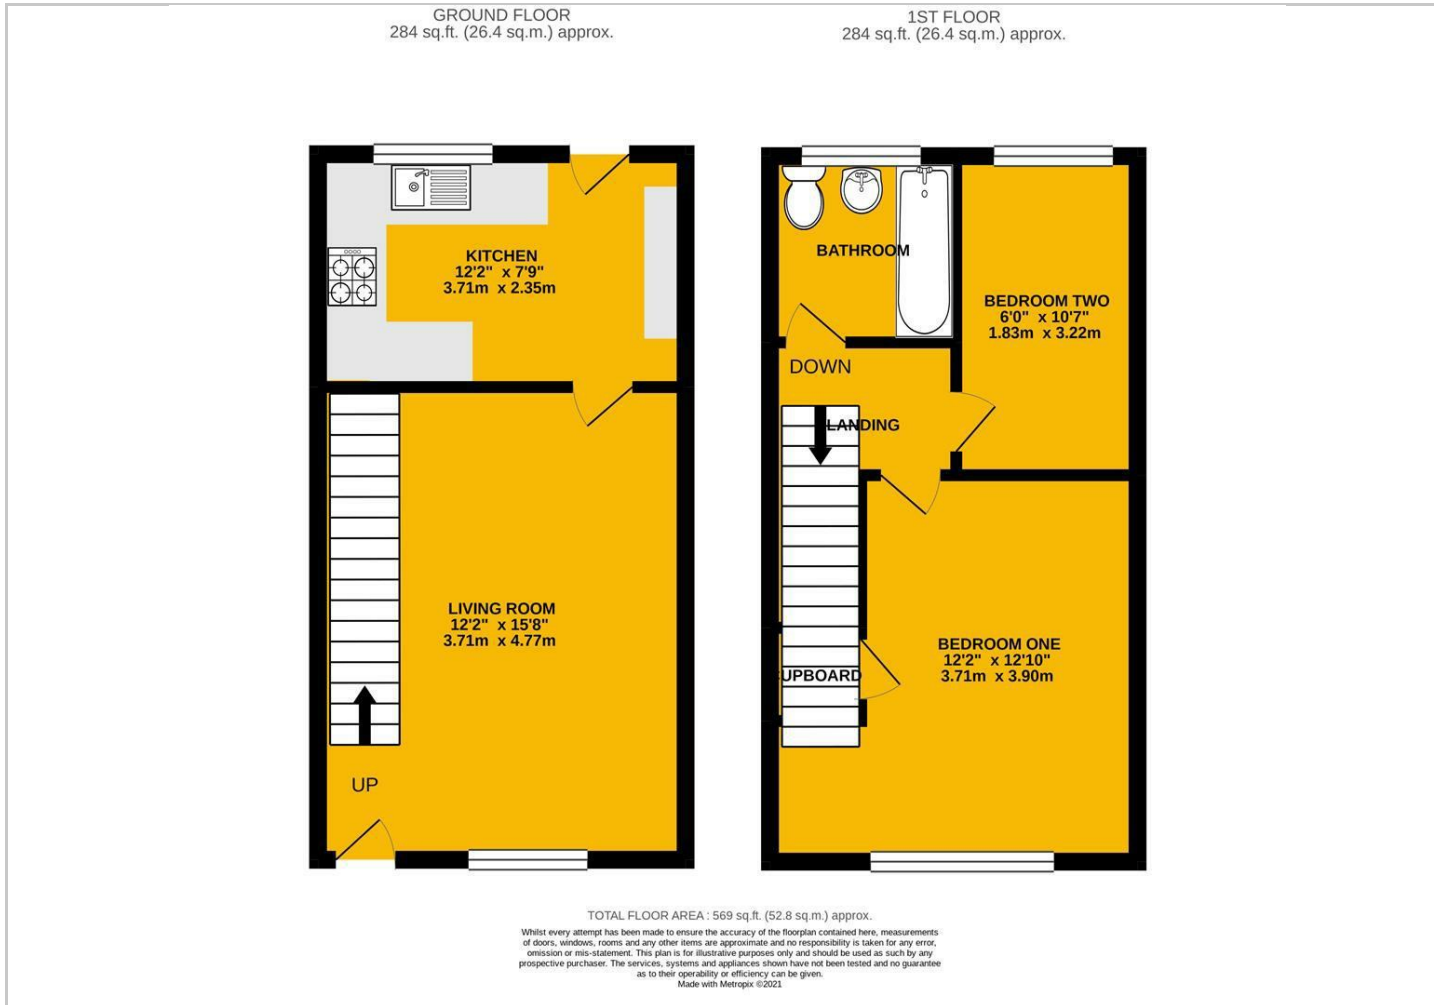 GROUND FLOOR
284 sq.ft. (26.4 sq.m.) approx.
1ST FLOOR
284 sq.ft. (26.4 sq.m.) approx.
KITCHEN
12'2" x 7'9"
3.71m x 2.35m
LIVING ROOM
12'2" x 15'8"
3.71m x 4.77m
UP
BATHROOM
BEDROOM TWO
6'0" x 10'7"
1.83m x 3.22m
DOWN
LANDING
UPBOARD
BEDROOM ONE
12'2" x 12'10"
3.71m x 3.90m
TOTAL FLOOR AREA : 569 sq.ft. (52.8 sq.m.) approx.
Whilst every attempt has been made to ensure the accuracy of the floorplan contained here, measurements
of doors, windows, rooms and any other items are approximate and no responsibility is taken for any error,
omission or mis-statement. This plan is for illustrative purposes only and should be used as such by any
prospective purchaser. The services, systems and appliances shown have not been tested and no guarantee
as to their operability or efficiency can be given.
Made with Metropix ©2021